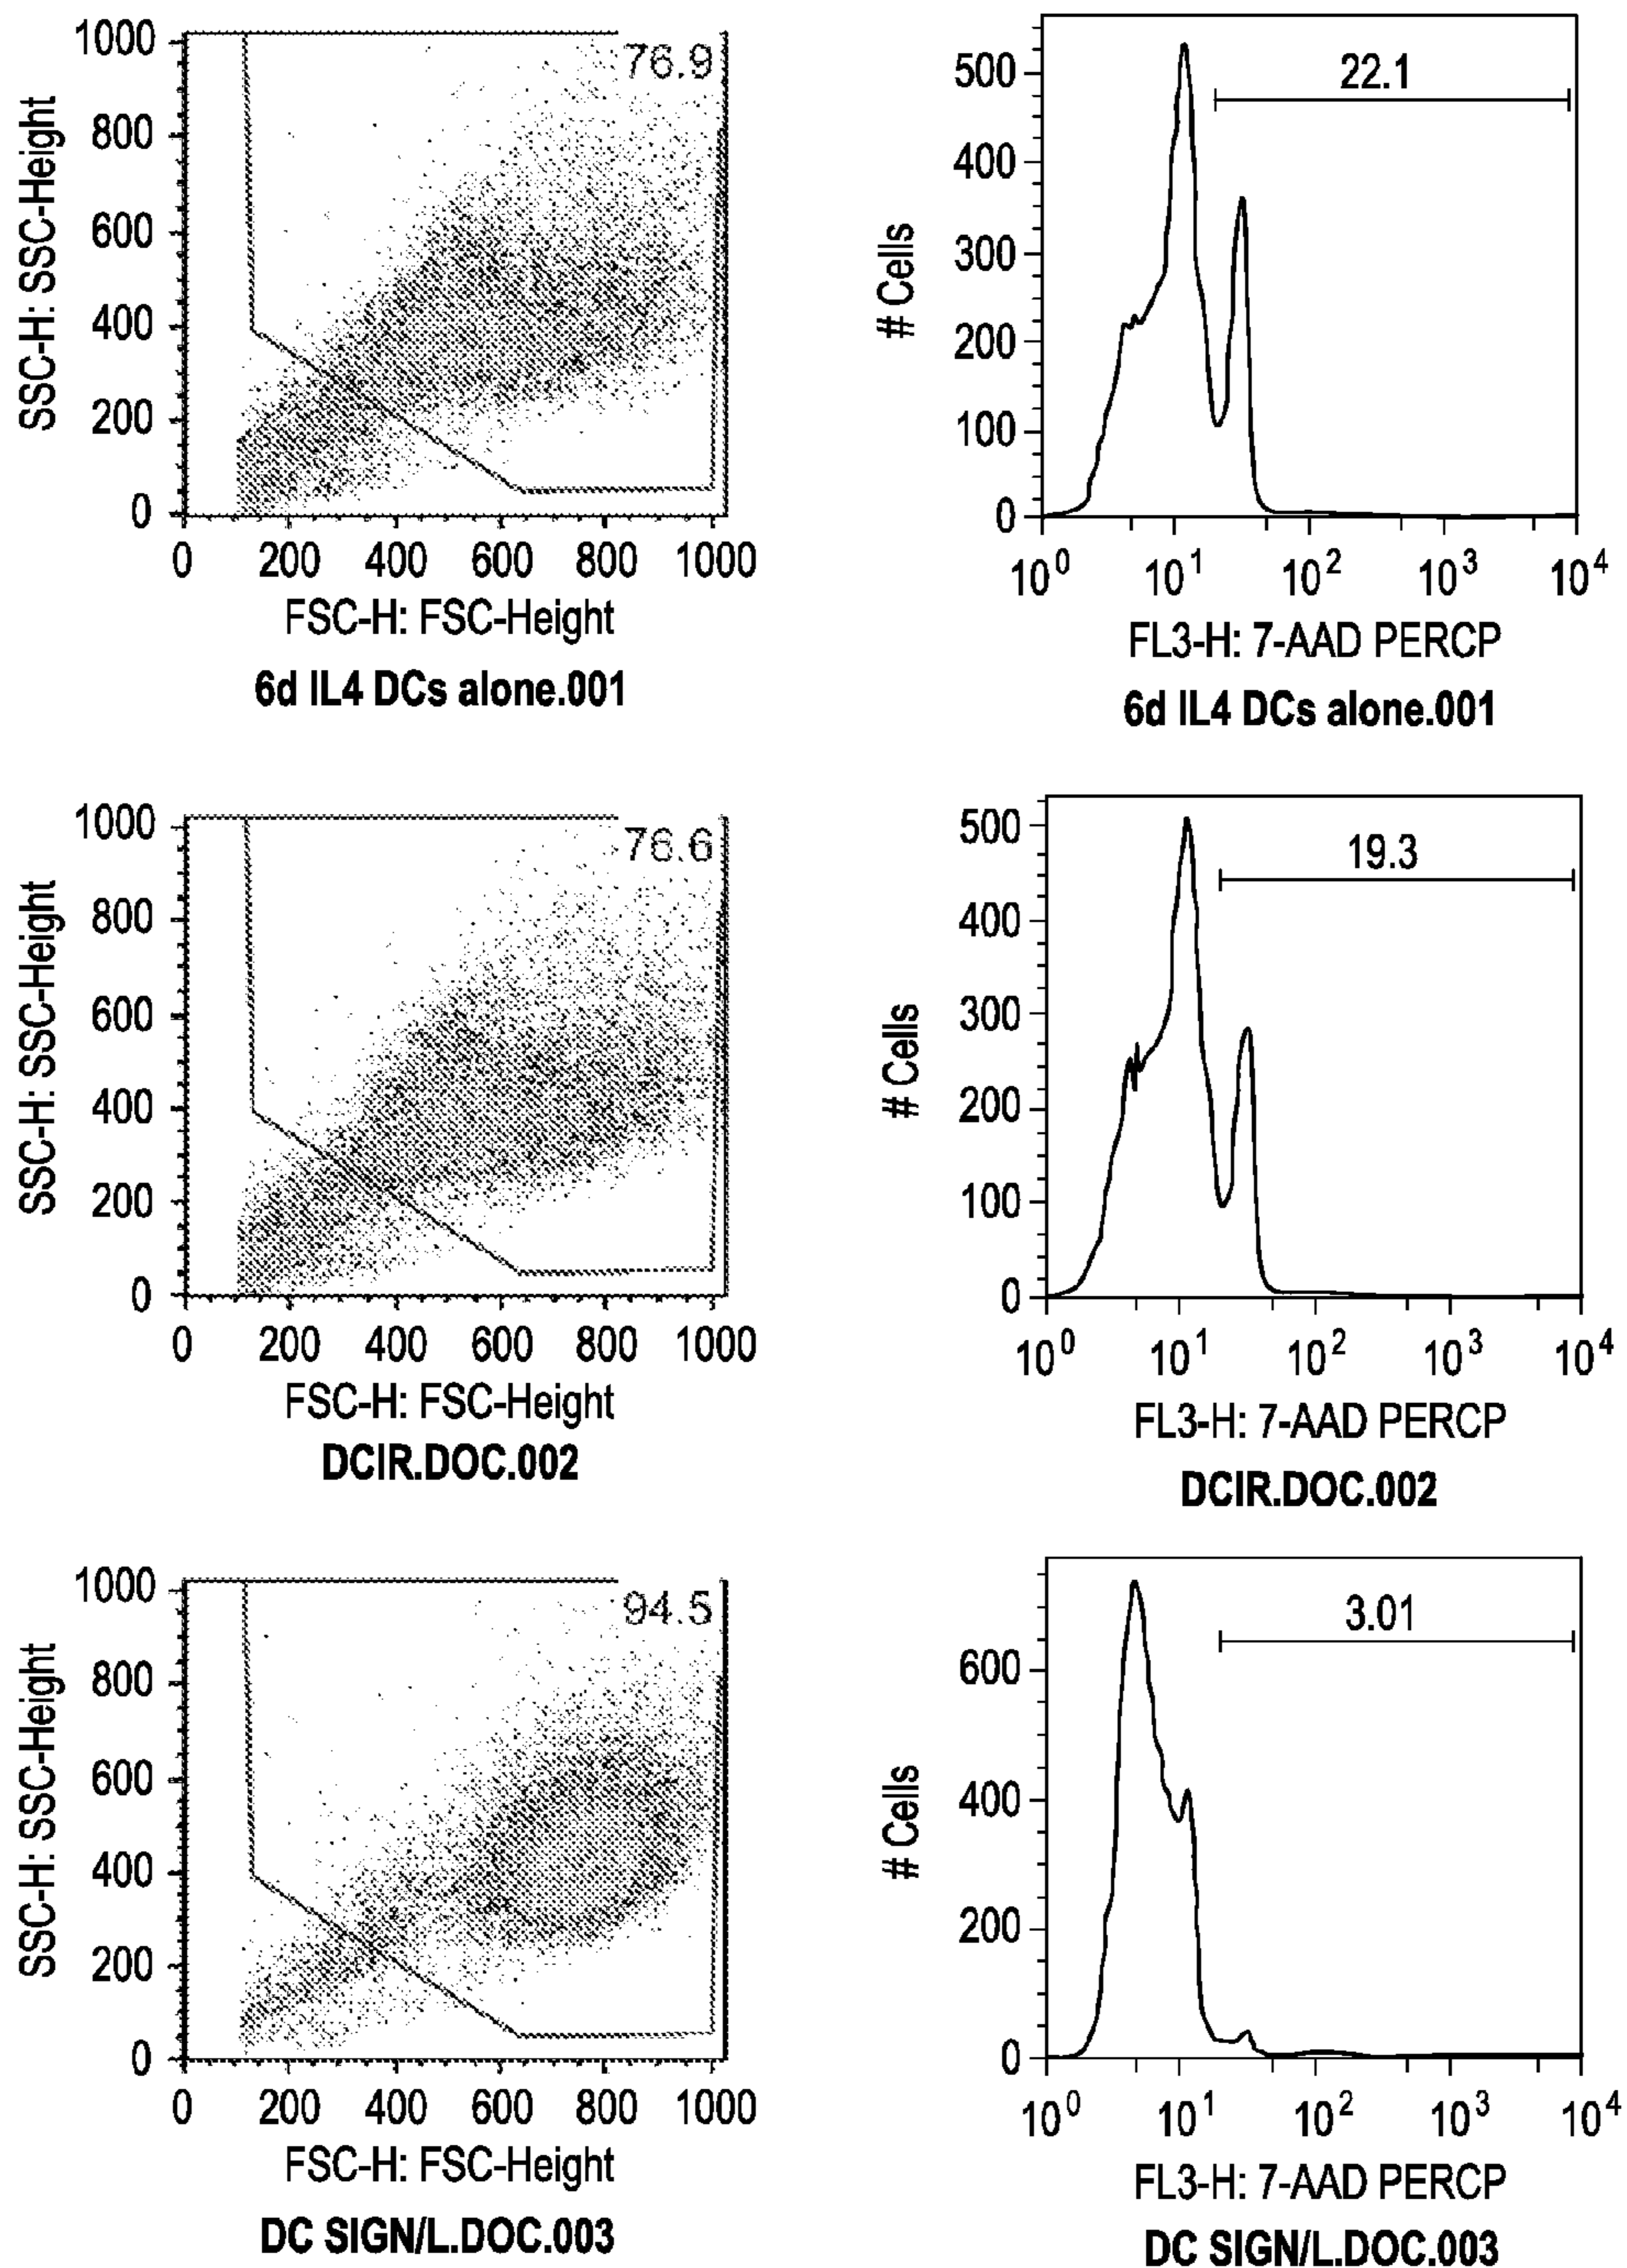 1000
76.9
800
600
400
200
0
SSC-H: SSC-Height
0 200 400 600 800 1000
FSC-H: FSC-Height
6d IL4 DCs alone.001
500
22.1
400
300
200
100
0
# Cells
10^0 10^1 10^2 10^3 10^4
FL3-H: 7-AAD PERCP
6d IL4 DCs alone.001
1000
76.6
800
600
400
200
0
SSC-H: SSC-Height
0 200 400 600 800 1000
FSC-H: FSC-Height
DCIR.DOC.002
500
19.3
400
300
200
100
0
# Cells
10^0 10^1 10^2 10^3 10^4
FL3-H: 7-AAD PERCP
DCIR.DOC.002
1000
94.5
800
600
400
200
0
SSC-H: SSC-Height
0 200 400 600 800 1000
FSC-H: FSC-Height
DC SIGN/L.DOC.003
3.01
600
400
200
0
# Cells
10^0 10^1 10^2 10^3 10^4
FL3-H: 7-AAD PERCP
DC SIGN/L.DOC.003